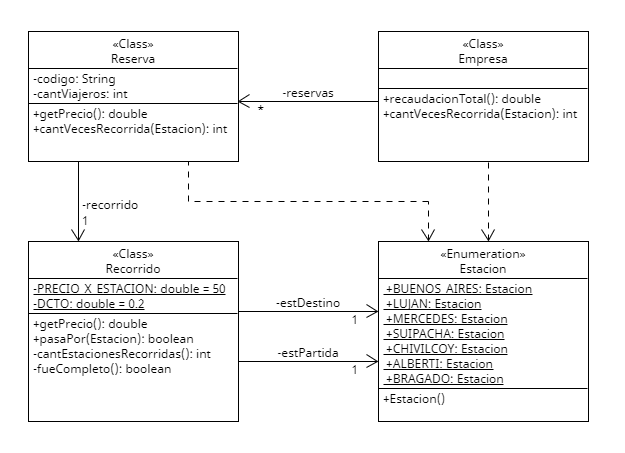 «Class»
Reserva
-codigo: String
-cantViajeros: int
+getPrecio(): double
+cantVecesRecorrida(Estacion): int
-reservas
*
«Class»
Empresa
+recaudacionTotal(): double
+cantVecesRecorrida(Estacion): int
-recorrido
1
«Class»
Recorrido
-PRECIO_X_ESTACION: double = 50
-DCTO: double = 0.2
+getPrecio(): double
+pasaPor(Estacion): boolean
-cantEstacionesRecorridas(): int
-fueCompleto(): boolean
-estDestino
1
-estPartida
1
«Enumeration»
Estacion
+BUENOS_AIRES: Estacion
+LUJAN: Estacion
+MERCEDES: Estacion
+SUIPACHA: Estacion
+CHIVILCOY: Estacion
+ALBERTI: Estacion
+BRAGADO: Estacion
+Estacion()